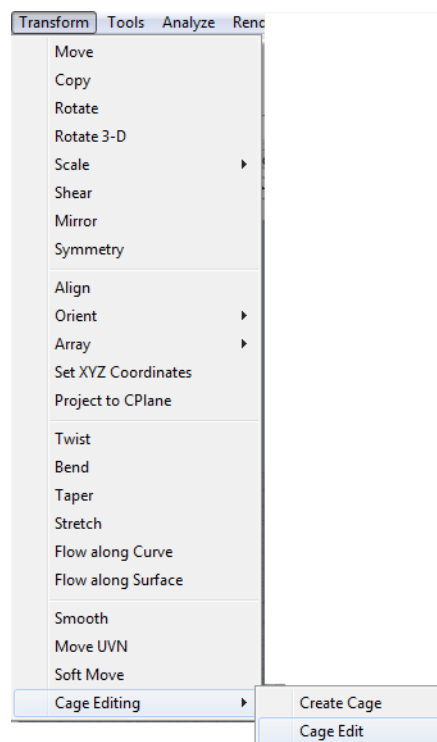 Transform Tools Analyze Rend
Move
Copy
Rotate
Rotate 3-D
Scale
Shear
Mirror
Symmetry
Align
Orient
Array
Set XYZ Coordinates
Project to CPlane
Twist
Bend
Taper
Stretch
Flow along Curve
Flow along Surface
Smooth
Move UVN
Soft Move
Cage Editing
Create Cage
Cage Edit